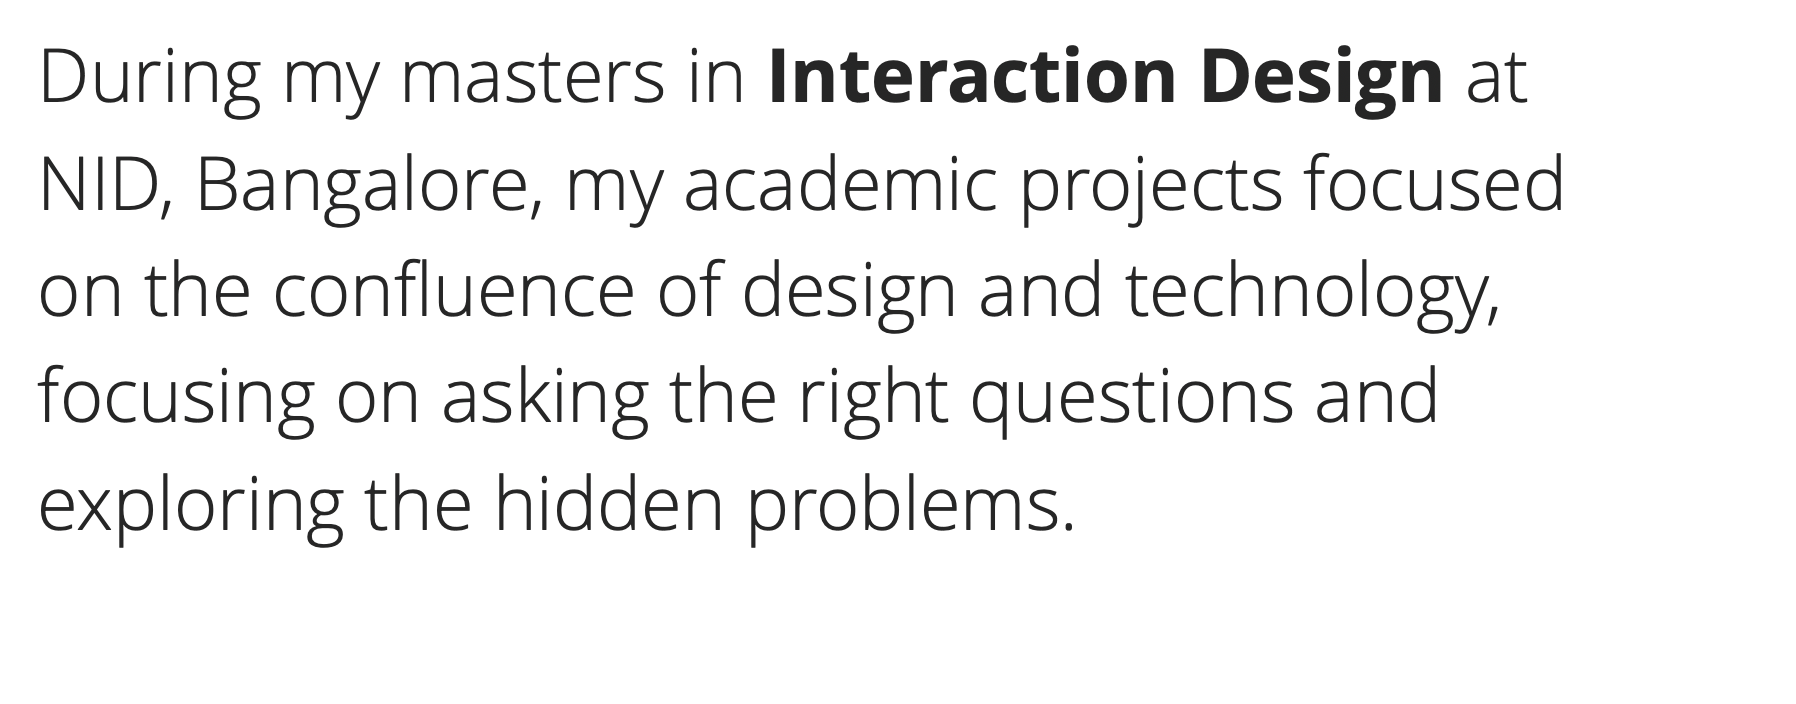 During my masters in Interaction Design at
NID, Bangalore, my academic projects focused
on the confluence of design and technology,
focusing on asking the right questions and
exploring the hidden problems.